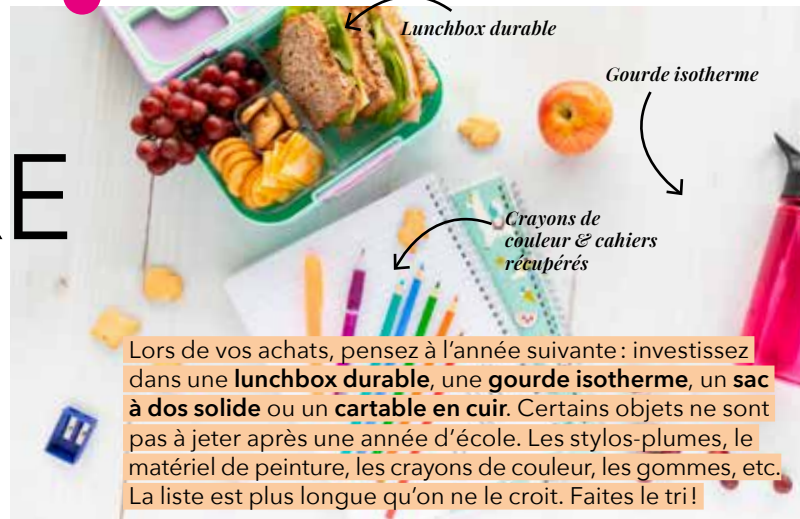 Lunchbox durable
Gourde isotherme
E
Crayons de
couleur & cahiers
récupérés
Lors de vos achats, pensez à l’année suivante : investissez
dans une lunchbox durable, une gourde isotherme, un sac
à dos solide ou un cartable en cuir. Certains objets ne sont
pas à jeter après une année d’école. Les stylos-plumes, le
matériel de peinture, les crayons de couleur, les gommes, etc.
La liste est plus longue qu’on ne le croit. Faites le tri !